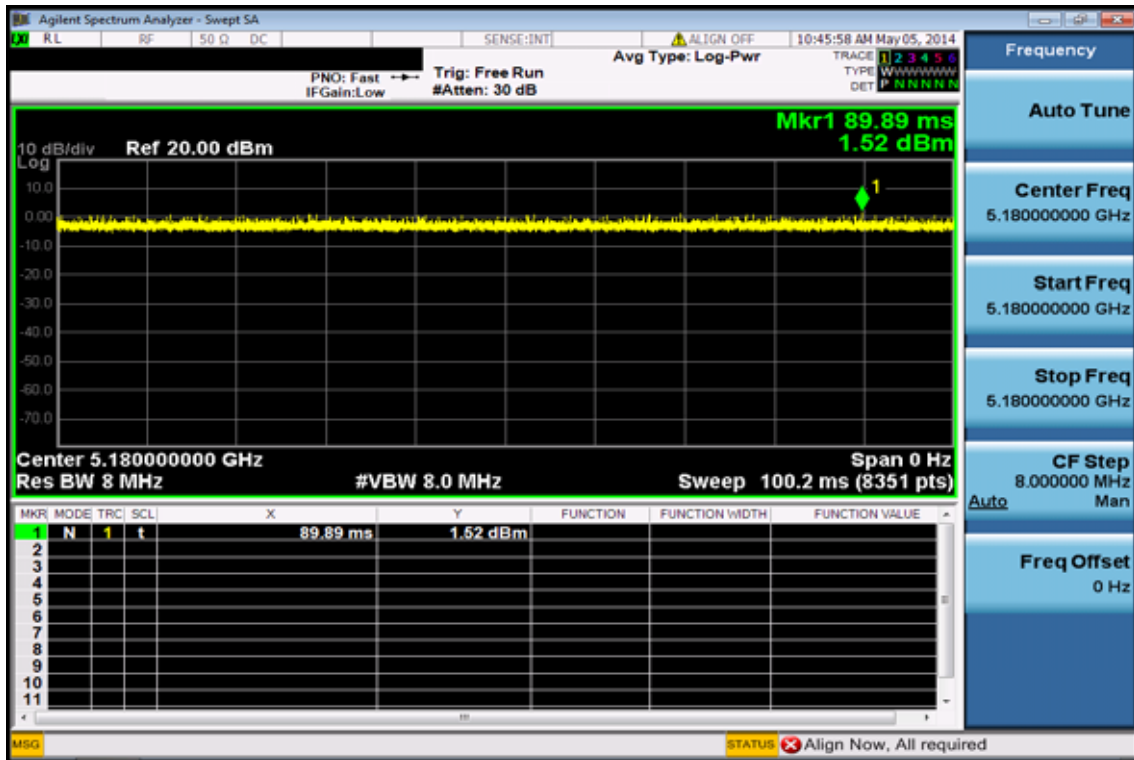 Agilent Spectrum Analyzer - Swept SA
RL RF 50 Ω DC SENSE:INT ALIGN OFF 10:45:58 AM May 05, 2014
Frequency
PNO: Fast Trig: Free Run Avg Type: Log-Pwr TRACE 1 2 3 4 5 6
IFGain:Low #Atten: 30 dB TYPE WWWWWW
DET P N N N N N
Auto Tune
Mkr1 89.89 ms
10 dB/div Ref 20.00 dBm 1.52 dBm
Log
10.0
1
0.00
-10.0
-20.0
-30.0
-40.0
-50.0
-60.0
-70.0
Center Freq
5.180000000 GHz
Start Freq
5.180000000 GHz
Stop Freq
5.180000000 GHz
Center 5.180000000 GHz Span 0 Hz
Res BW 8 MHz #VBW 8.0 MHz Sweep 100.2 ms (8351 pts)
CF Step
8.000000 MHz
Auto Man
MKR MODE TRC SCL X Y FUNCTION FUNCTION WIDTH FUNCTION VALUE
1 N 1 t 89.89 ms 1.52 dBm
2
3
4
5
6
7
8
9
10
11
Freq Offset
0 Hz
MSG STATUS Align Now, All required